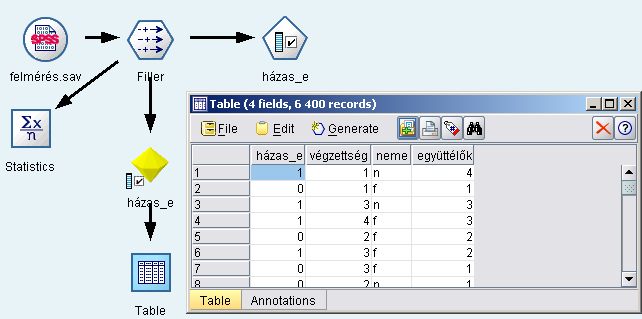 SPSS
felmérés.sav
Filler
házas_e
Σx
n
Statistics
házas_e
Table
Table (4 fields, 6 400 records)
File Edit Generate
házas_e végzettség neme együttélők
1 1 1 n 4
2 0 1 f 1
3 1 3 n 3
4 1 4 f 3
5 0 2 f 2
6 1 3 f 2
7 0 3 f 1
8 0 2 n 1
Table Annotations